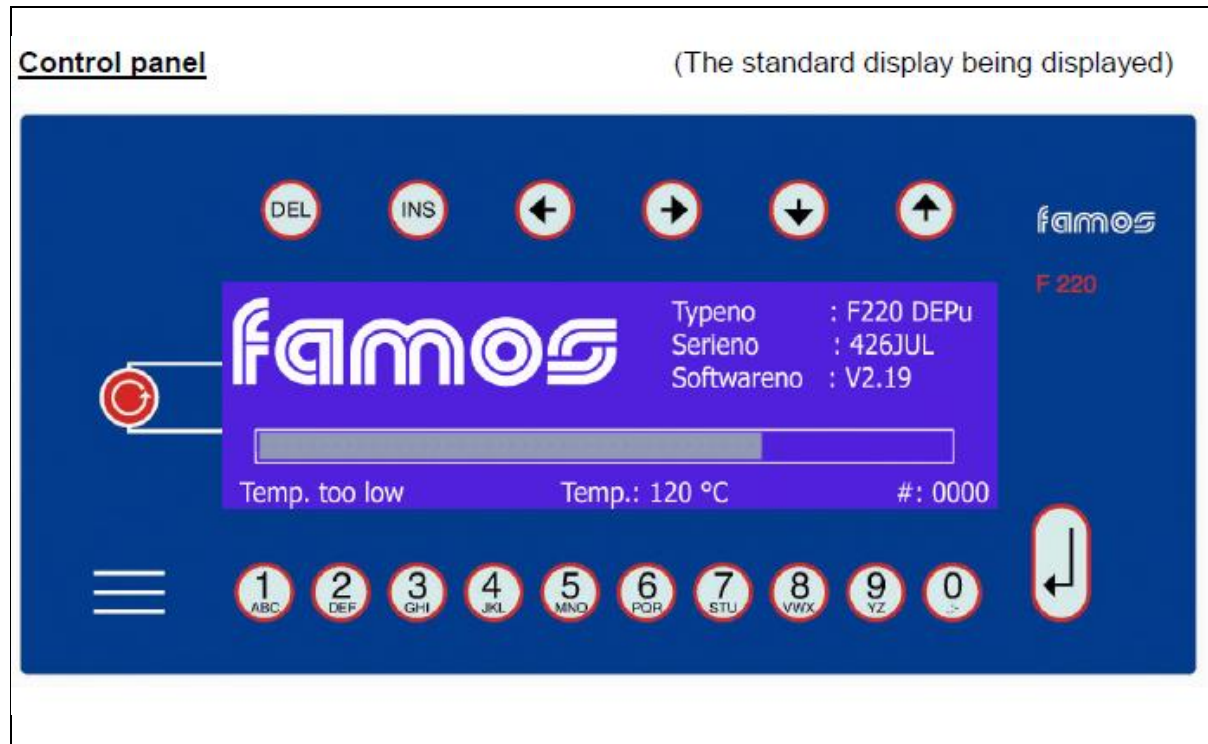 Control panel (The standard display being displayed)
DEL INS
famos
F 220
famos
Typeno : F220 DEPu
Serieno : 426JUL
Softwareno : V2.19
Temp. too low Temp.: 120 °C #: 0000
1 2 3 4 5 6 7 8 9 0
ABC DEF GHI JKL MNO PQR STU VWX YZ .:-